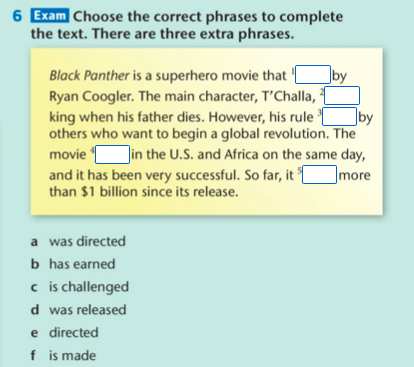 6 Exam Choose the correct phrases to complete
the text. There are three extra phrases.
Black Panther is a superhero movie that 1 by
Ryan Coogler. The main character, T'Challa, 2
king when his father dies. However, his rule 3 by
others who want to begin a global revolution. The
movie 4 in the U.S. and Africa on the same day,
and it has been very successful. So far, it 5 more
than $1 billion since its release.
a was directed
b has earned
c is challenged
d was released
e directed
f is made